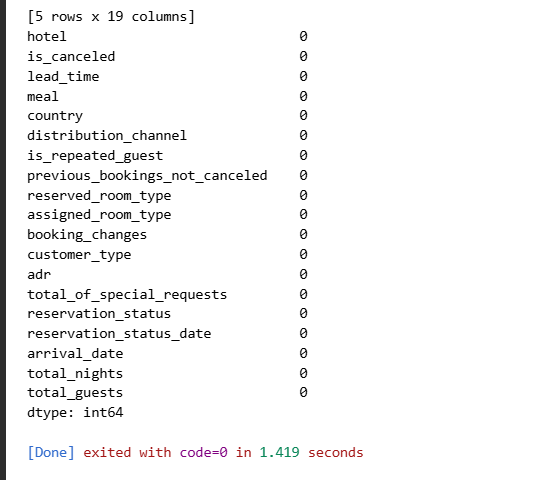 [5 rows x 19 columns]
hotel 0
is_canceled 0
lead_time 0
meal 0
country 0
distribution_channel 0
is_repeated_guest 0
previous_bookings_not_canceled 0
reserved_room_type 0
assigned_room_type 0
booking_changes 0
customer_type 0
adr 0
total_of_special_requests 0
reservation_status 0
reservation_status_date 0
arrival_date 0
total_nights 0
total_guests 0
dtype: int64
[Done] exited with code=0 in 1.419 seconds